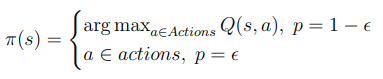 π(s) = { arg max_{a∈Actions} Q(s, a), p = 1 − ϵ
a ∈ actions, p = ϵ